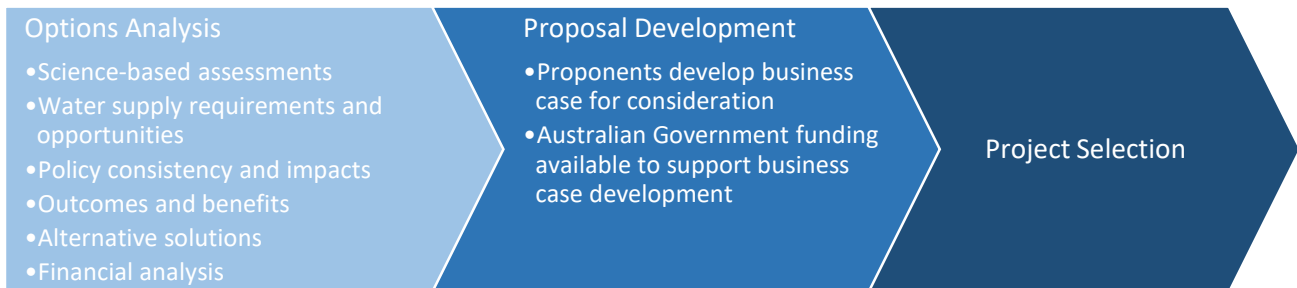 Options Analysis
•Science-based assessments
•Water supply requirements and
opportunities
•Policy consistency and impacts
•Outcomes and benefits
•Alternative solutions
•Financial analysis
Proposal Development
•Proponents develop business
case for consideration
•Australian Government funding
available to support business
case development
Project Selection